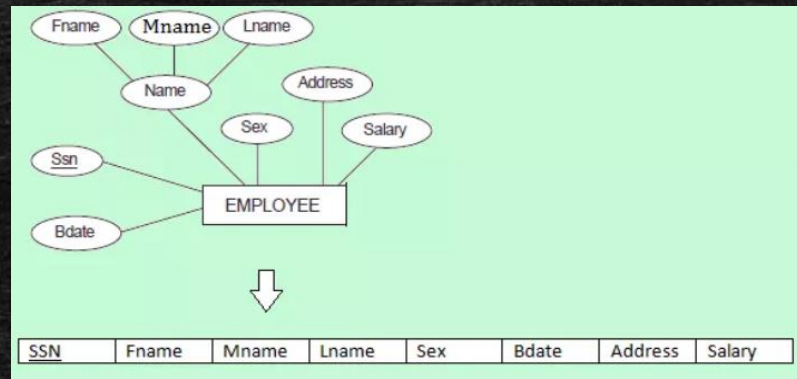 Fname Mname Lname
Name Address
Sex Salary
Ssn
EMPLOYEE
Bdate
SSN Fname Mname Lname Sex Bdate Address Salary